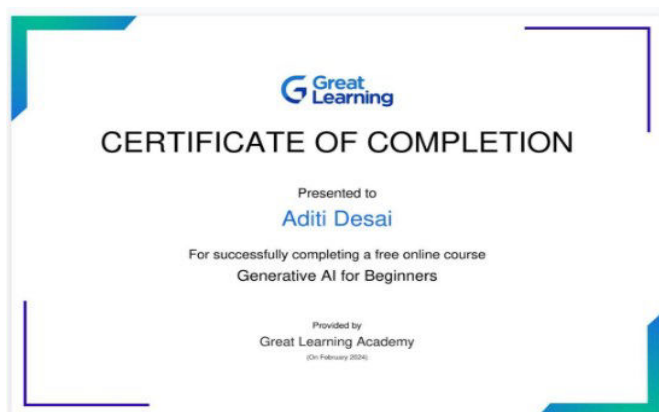 Great
Learning
CERTIFICATE OF COMPLETION
Presented to
Aditi Desai
For successfully completing a free online course
Generative AI for Beginners
Provided by
Great Learning Academy
(On February 2024)